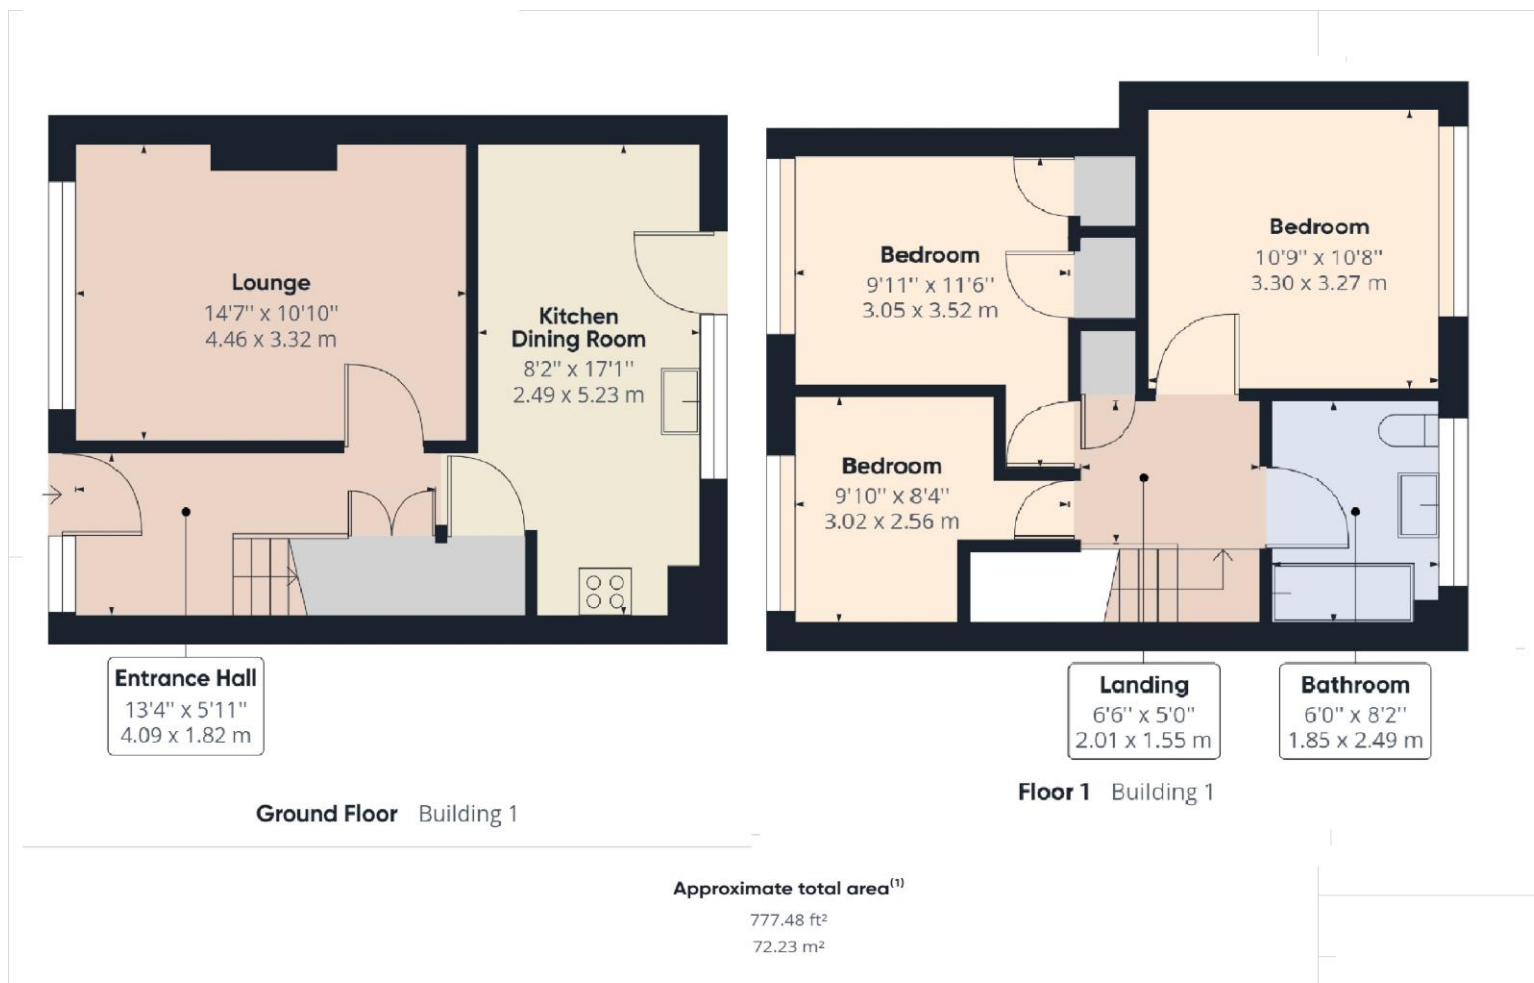 Lounge
14'7'' x 10'10''
4.46 x 3.32 m
Kitchen
Dining Room
8'2'' x 17'1''
2.49 x 5.23 m
Entrance Hall
13'4'' x 5'11''
4.09 x 1.82 m
Ground Floor Building 1
Bedroom
9'11'' x 11'6''
3.05 x 3.52 m
Bedroom
10'9'' x 10'8''
3.30 x 3.27 m
Bedroom
9'10'' x 8'4''
3.02 x 2.56 m
Landing
6'6'' x 5'0''
2.01 x 1.55 m
Bathroom
6'0'' x 8'2''
1.85 x 2.49 m
Floor 1 Building 1
Approximate total area(1)
777.48 ft²
72.23 m²